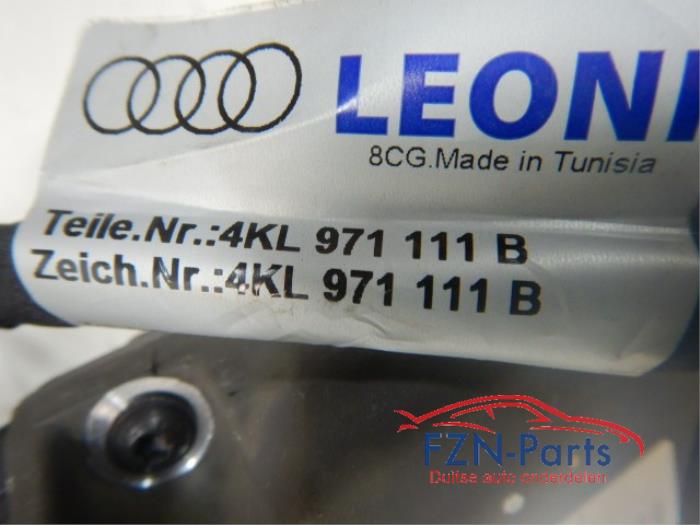 LEONI
8CG.Made in Tunisia
Teile.Nr.:4KL 971 111 B
Zeich.Nr.:4KL 971 111 B
FZN-Parts
Duitse auto onderdelen